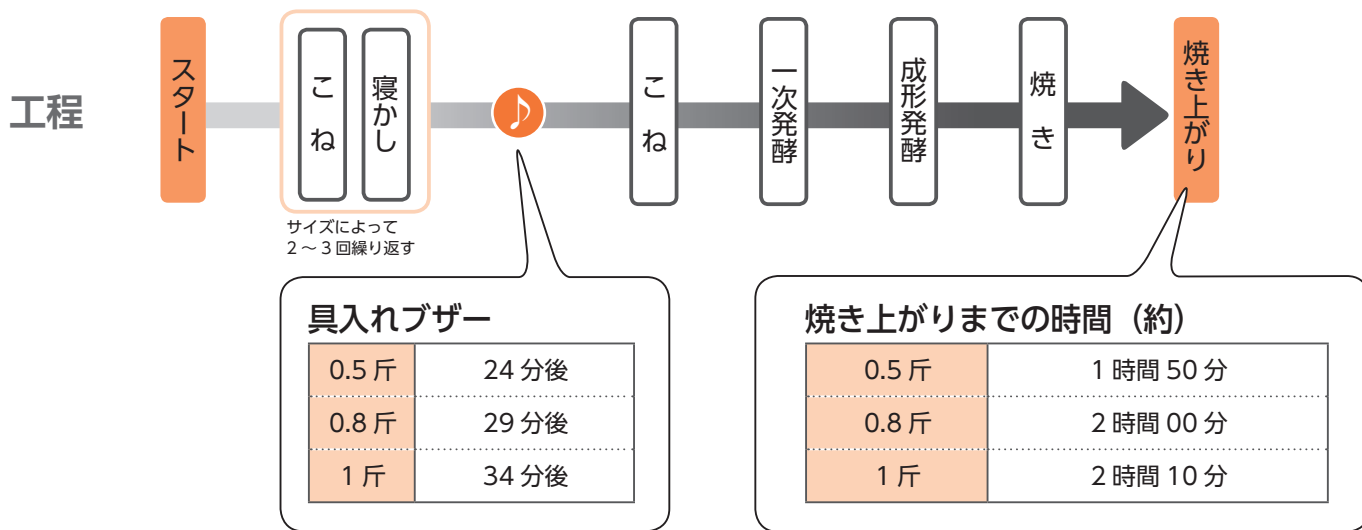 工程
スタート
こね
寝かし
サイズによって
2～3回繰り返す
こね
一次発酵
成形発酵
焼き
焼き上がり
具入れブザー
0.5斤 24分後
0.8斤 29分後
1斤 34分後
焼き上がりまでの時間（約）
0.5斤 1時間50分
0.8斤 2時間00分
1斤 2時間10分